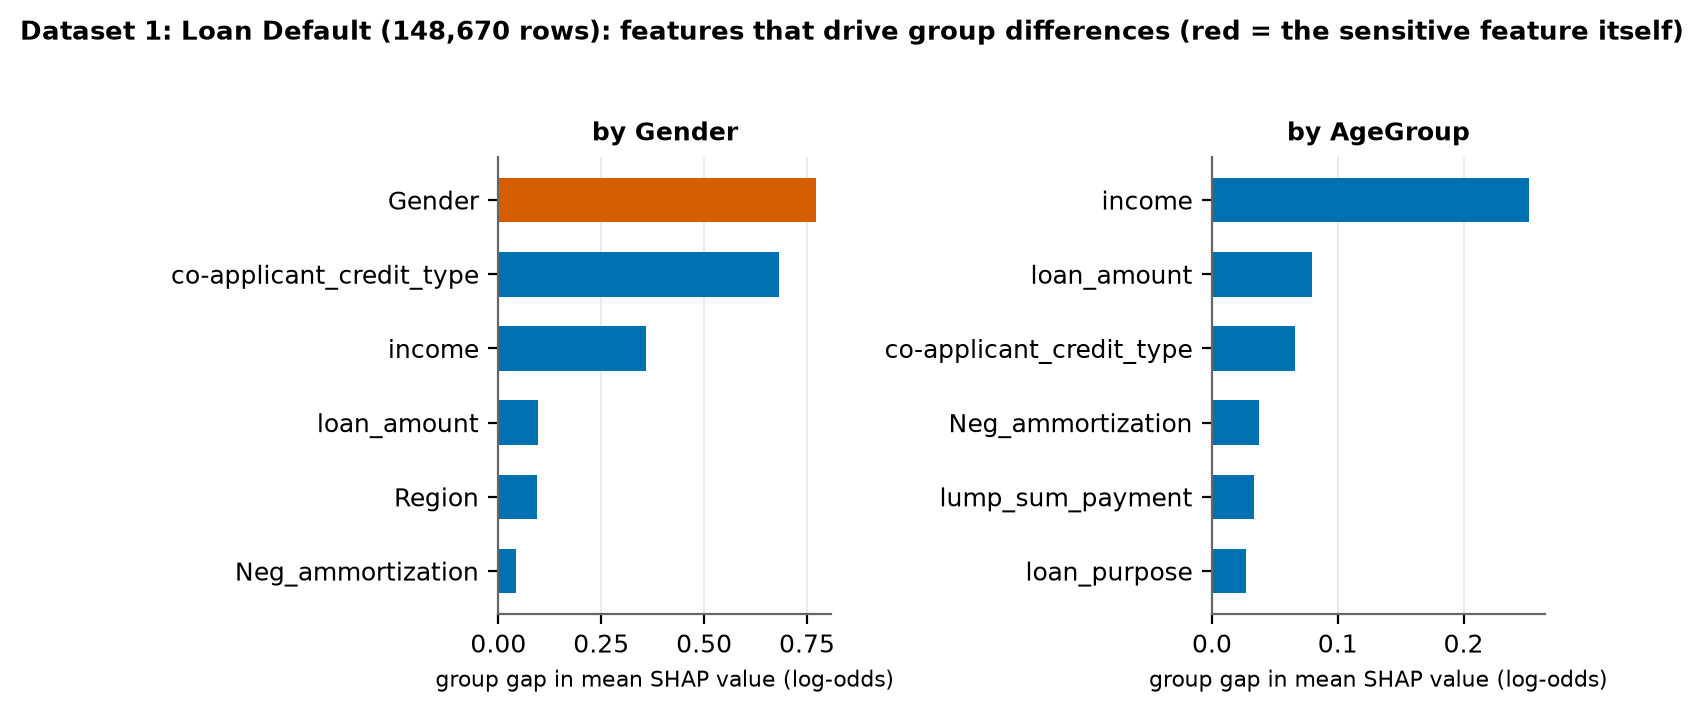 Dataset 1: Loan Default (148,670 rows): features that drive group differences (red = the sensitive feature itself)
by Gender
Gender
co-applicant_credit_type
income
loan_amount
Region
Neg_ammortization
0.00 0.25 0.50 0.75
group gap in mean SHAP value (log-odds)
by AgeGroup
income
loan_amount
co-applicant_credit_type
Neg_ammortization
lump_sum_payment
loan_purpose
0.0 0.1 0.2
group gap in mean SHAP value (log-odds)